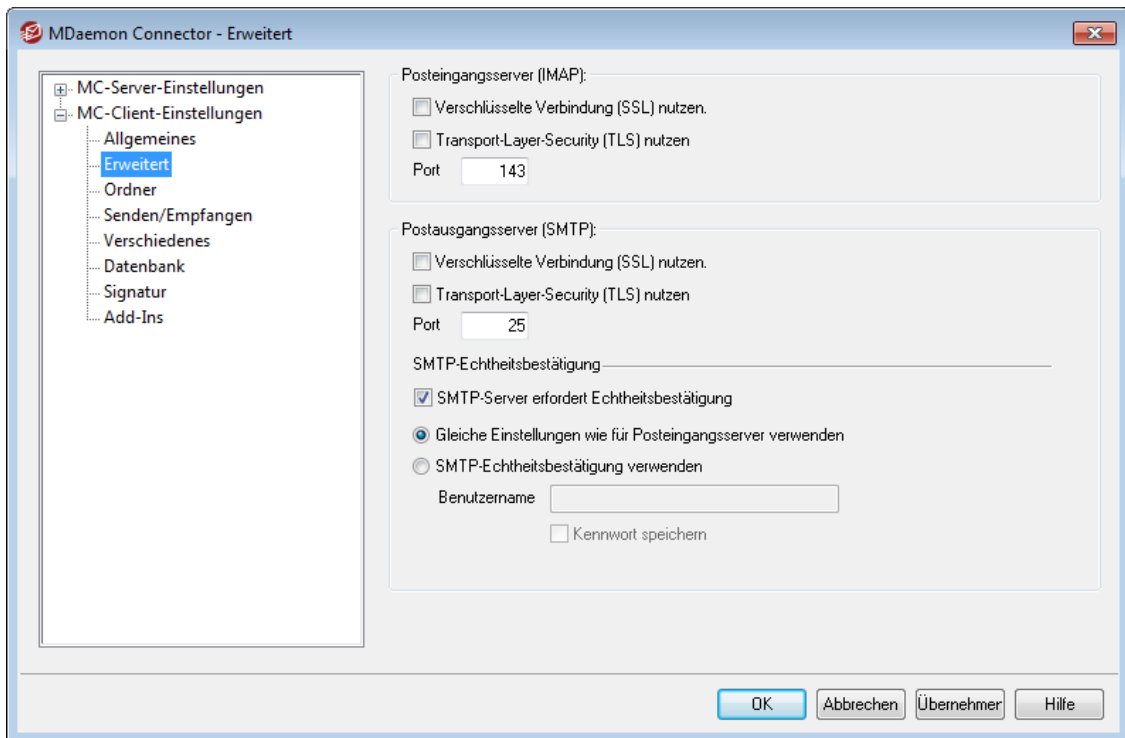 MDaemon Connector - Erweitert
MC-Server-Einstellungen
MC-Client-Einstellungen
Allgemeines
Erweitert
Ordner
Senden/Empfangen
Verschiedenes
Datenbank
Signatur
Add-Ins
Posteingangsserver (IMAP):
Verschlüsselte Verbindung (SSL) nutzen.
Transport-Layer-Security (TLS) nutzen
Port 143
Postausgangsserver (SMTP):
Verschlüsselte Verbindung (SSL) nutzen.
Transport-Layer-Security (TLS) nutzen
Port 25
SMTP-Echtheitsbestätigung
SMTP-Server erfordert Echtheitsbestätigung
Gleiche Einstellungen wie für Posteingangsserver verwenden
SMTP-Echtheitsbestätigung verwenden
Benutzername
Kennwort speichern
OK Abbrechen Übernehmer Hilfe